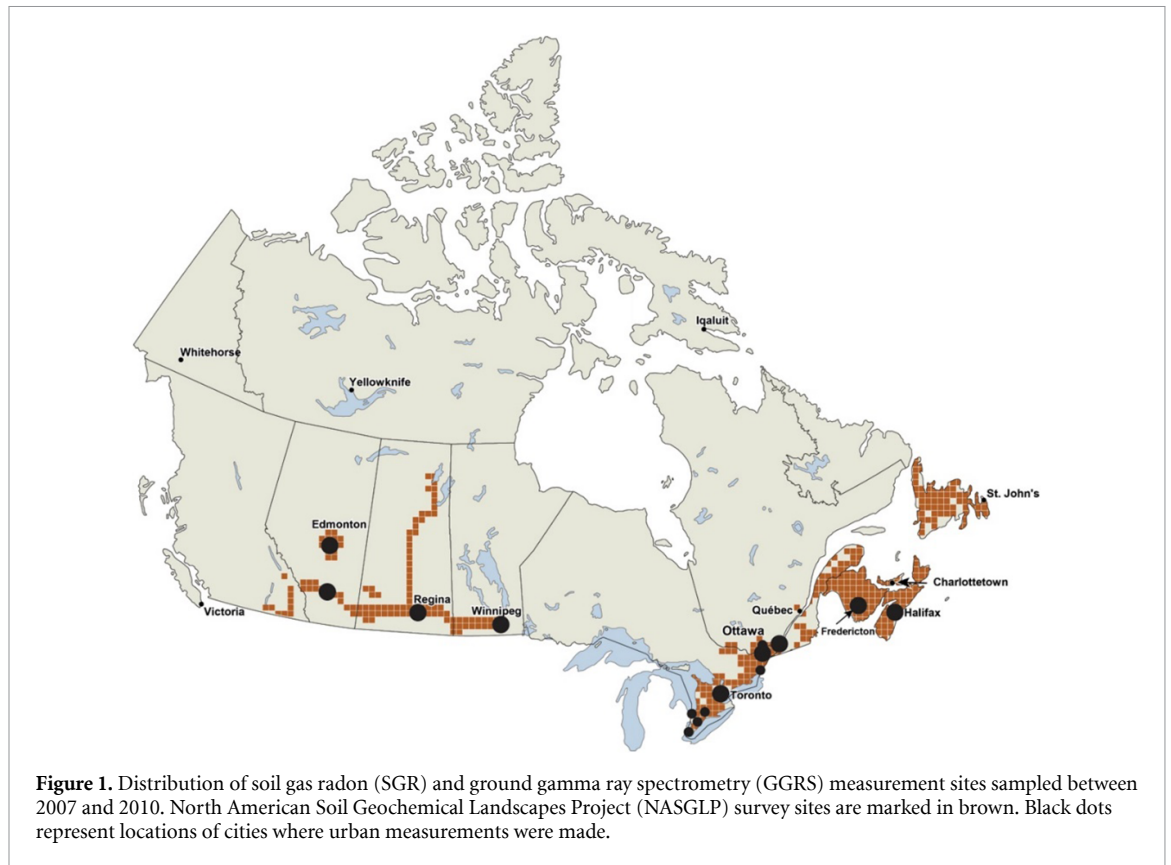 Iqaluit
Whitehorse
Yellowknife
St. John's
Edmonton
Charlottetown
Regina
Victoria
Winnipeg
Québec
Halifax
Ottawa
Fredericton
Toronto
Figure 1. Distribution of soil gas radon (SGR) and ground gamma ray spectrometry (GGRS) measurement sites sampled between
2007 and 2010. North American Soil Geochemical Landscapes Project (NASGLP) survey sites are marked in brown. Black dots
represent locations of cities where urban measurements were made.